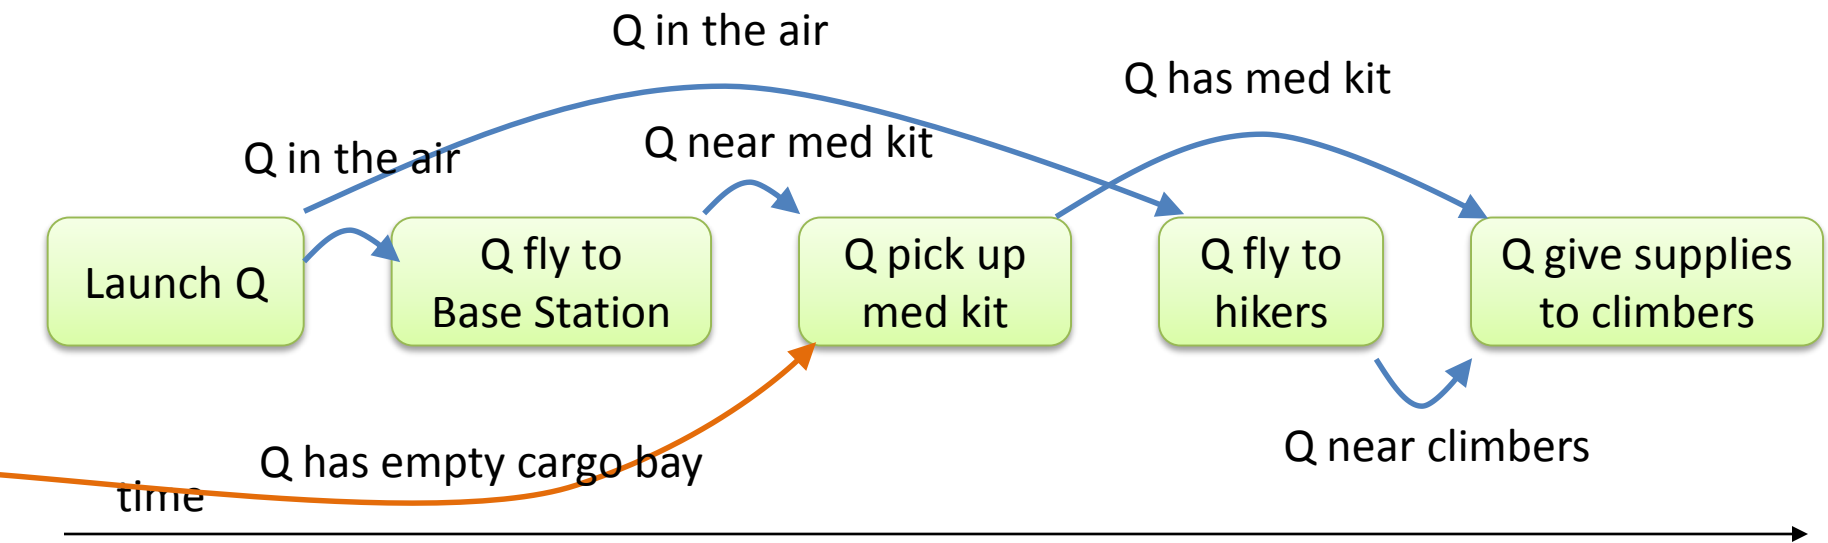 Q in the air
Q has med kit
Q in the air
Q near med kit
Launch Q
Q fly to
Base Station
Q pick up
med kit
Q fly to
hikers
Q give supplies
to climbers
Q has empty cargo bay
Q near climbers
time